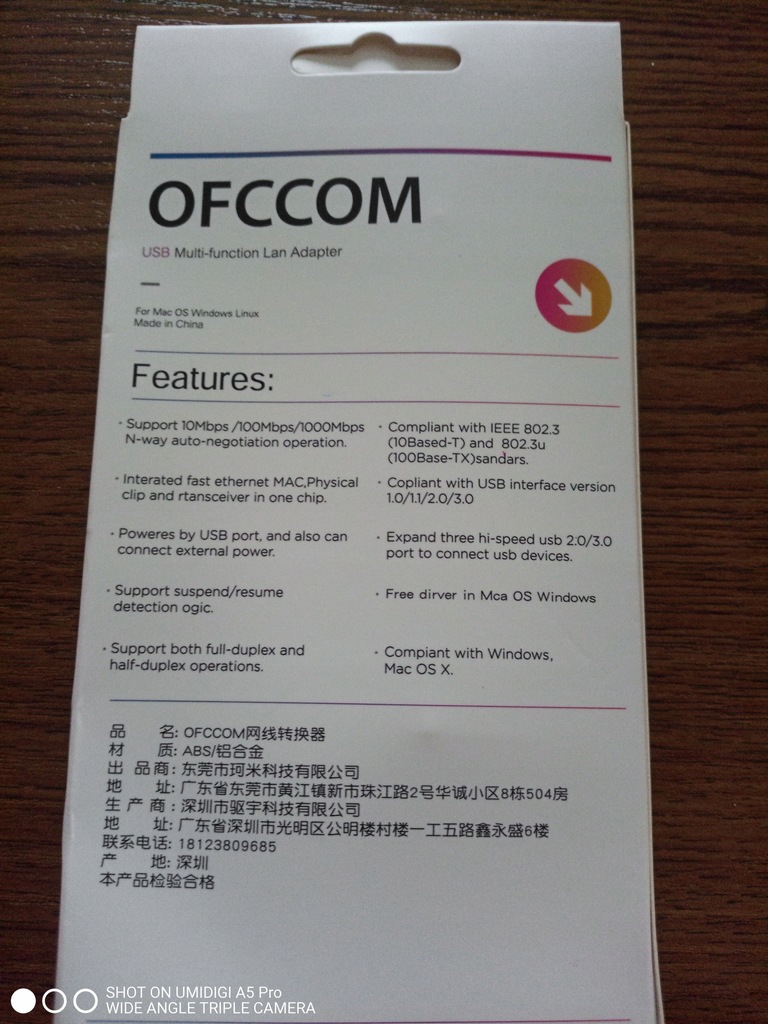 OFCCOM
USB Multi-function Lan Adapter
For Mac OS Windows Linux
Made in China
Features:
· Support 10Mbps /100Mbps/1000Mbps
N-way auto-negotiation operation.
· Interated fast ethernet MAC,Physical
clip and rtansceiver in one chip.
· Poweres by USB port, and also can
connect external power.
· Support suspend/resume
detection ogic.
· Support both full-duplex and
half-duplex operations.
· Compliant with IEEE 802.3
(10Based-T) and 802.3u
(100Base-TX)sandars.
· Copliant with USB interface version
1.0/1.1/2.0/3.0
· Expand three hi-speed usb 2.0/3.0
port to connect usb devices.
· Free dirver in Mca OS Windows
· Compiant with Windows,
Mac OS X.
品 名: OFCCOM网线转换器
材 质: ABS/铝合金
出 品 商: 东莞市珂米科技有限公司
地 址: 广东省东莞市黄江镇新市珠江路2号华诚小区8栋504房
生 产 商: 深圳市驱宇科技有限公司
地 址: 广东省深圳市光明区公明楼村楼一工五路鑫永盛6楼
联系电话: 18123809685
产 地: 深圳
本产品检验合格
SHOT ON UMIDIGI A5 Pro
WIDE ANGLE TRIPLE CAMERA